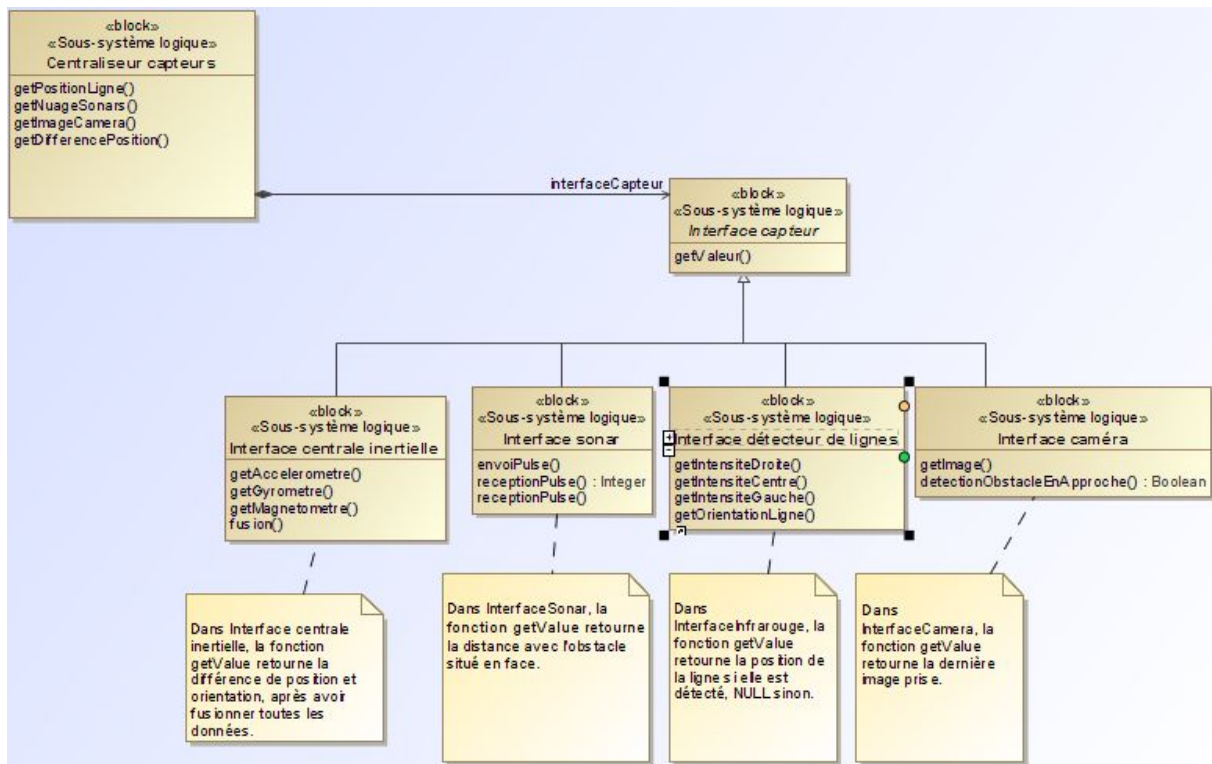 «block»
«Sous-système logique»
Centraliseur capteurs
getPositionLigne()
getNuageSonars()
getImageCamera()
getDifferencePosition()
interfaceCapteur
«block»
«Sous-système logique»
Interface capteur
getValeur()
«block»
«Sous-système logique»
Interface centrale inertielle
getAccelerometre()
getGyrometre()
getMagnetometre()
fusion()
«block»
«Sous-système logique»
Interface sonar
envoiPulse()
receptionPulse() : Integer
receptionPulse()
«block»
«Sous-système logique»
Interface détecteur de lignes
getIntensiteDroite()
getIntensiteCentre()
getIntensiteGauche()
getOrientationLigne()
«block»
«Sous-système logique»
Interface caméra
getImage()
detectionObstacleEnApproche() : Boolean
Dans Interface centrale
inertielle, la fonction
getValue retourne la
différence de position et
orientation, après avoir
fusionner toutes les
données.
Dans InterfaceSonar, la
fonction getValue retourne
la distance avec l'obstacle
situé en face.
Dans
InterfaceInfrarouge, la
fonction getValue
retourne la position de
la ligne si elle est
détecté, NULL sinon.
Dans
InterfaceCamera, la
fonction getValue
retourne la dernière
image prise.